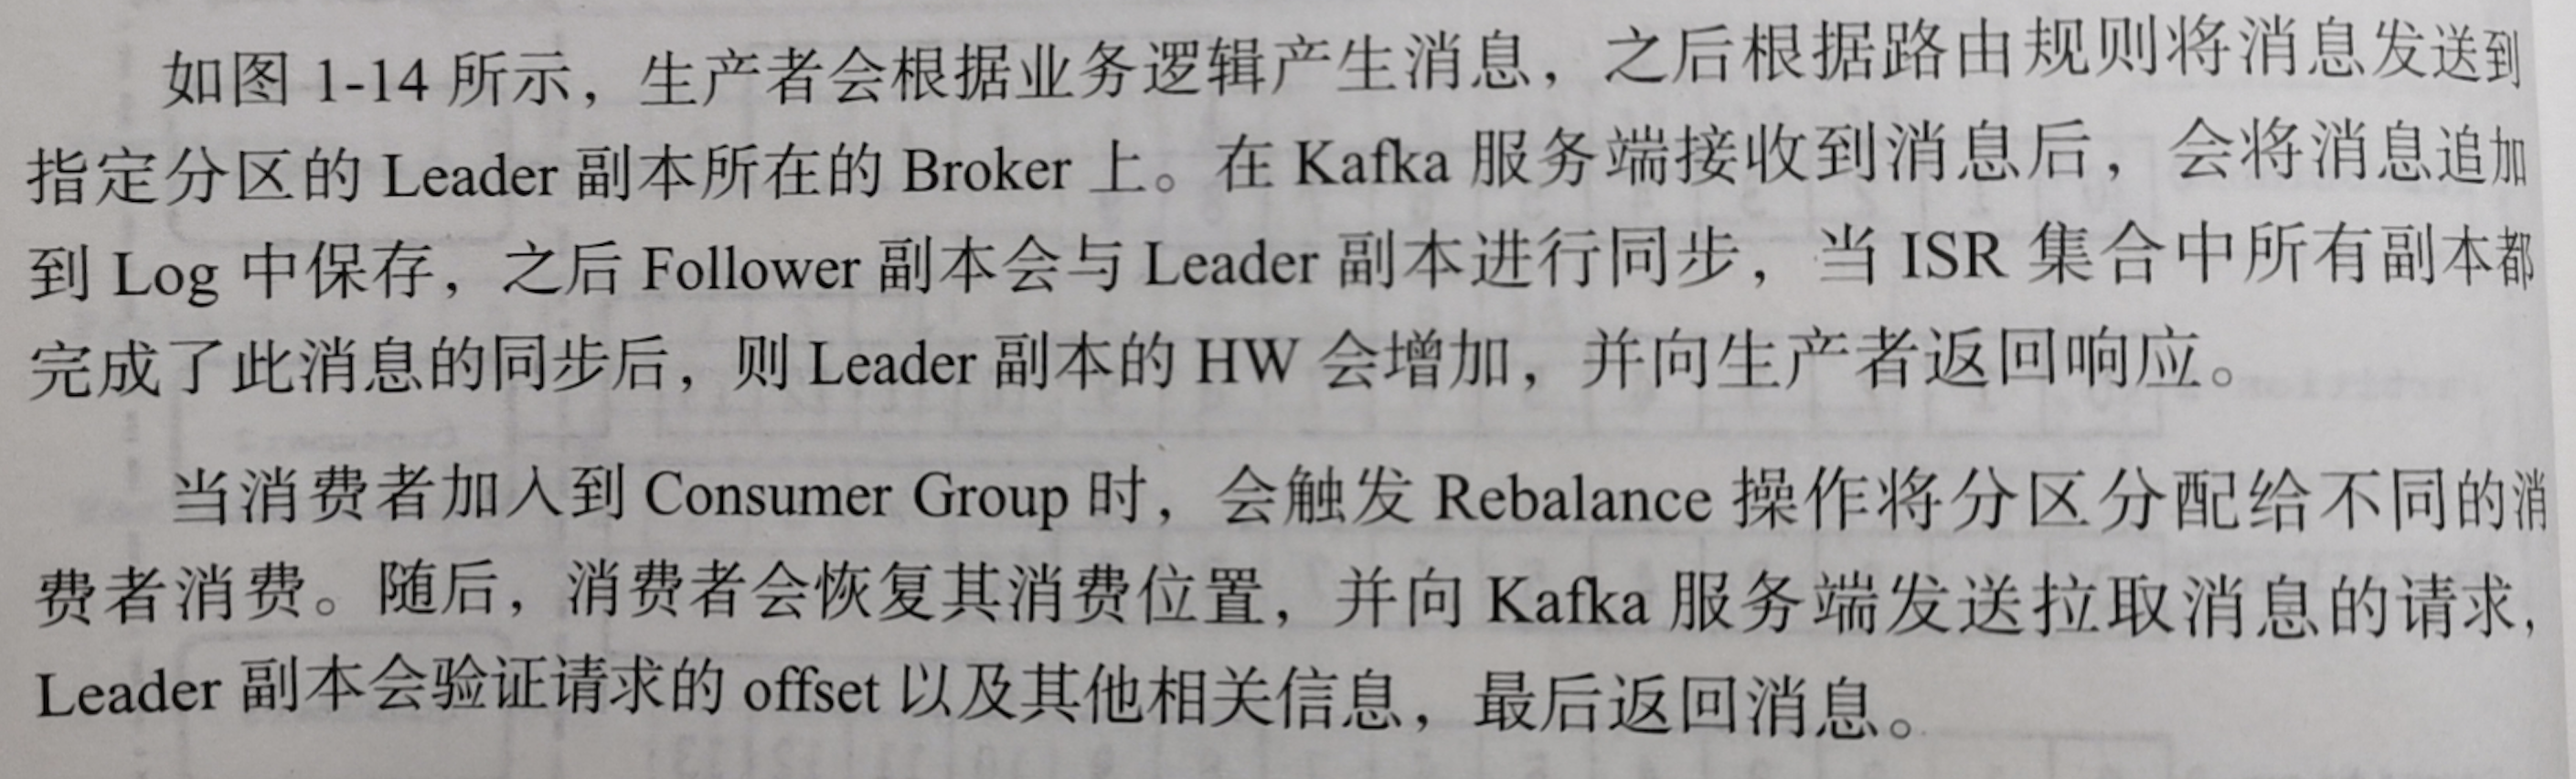 如图 1-14 所示，生产者会根据业务逻辑产生消息，之后根据路由规则将消息发送到
指定分区的 Leader 副本所在的 Broker 上。在 Kafka 服务端接收到消息后，会将消息追加
到 Log 中保存，之后 Follower 副本会与 Leader 副本进行同步，当 ISR 集合中所有副本都
完成了此消息的同步后，则 Leader 副本的 HW 会增加，并向生产者返回响应。
当消费者加入到 Consumer Group 时，会触发 Rebalance 操作将分区分配给不同的消
费者消费。随后，消费者会恢复其消费位置，并向 Kafka 服务端发送拉取消息的请求，
Leader 副本会验证请求的 offset 以及其他相关信息，最后返回消息。